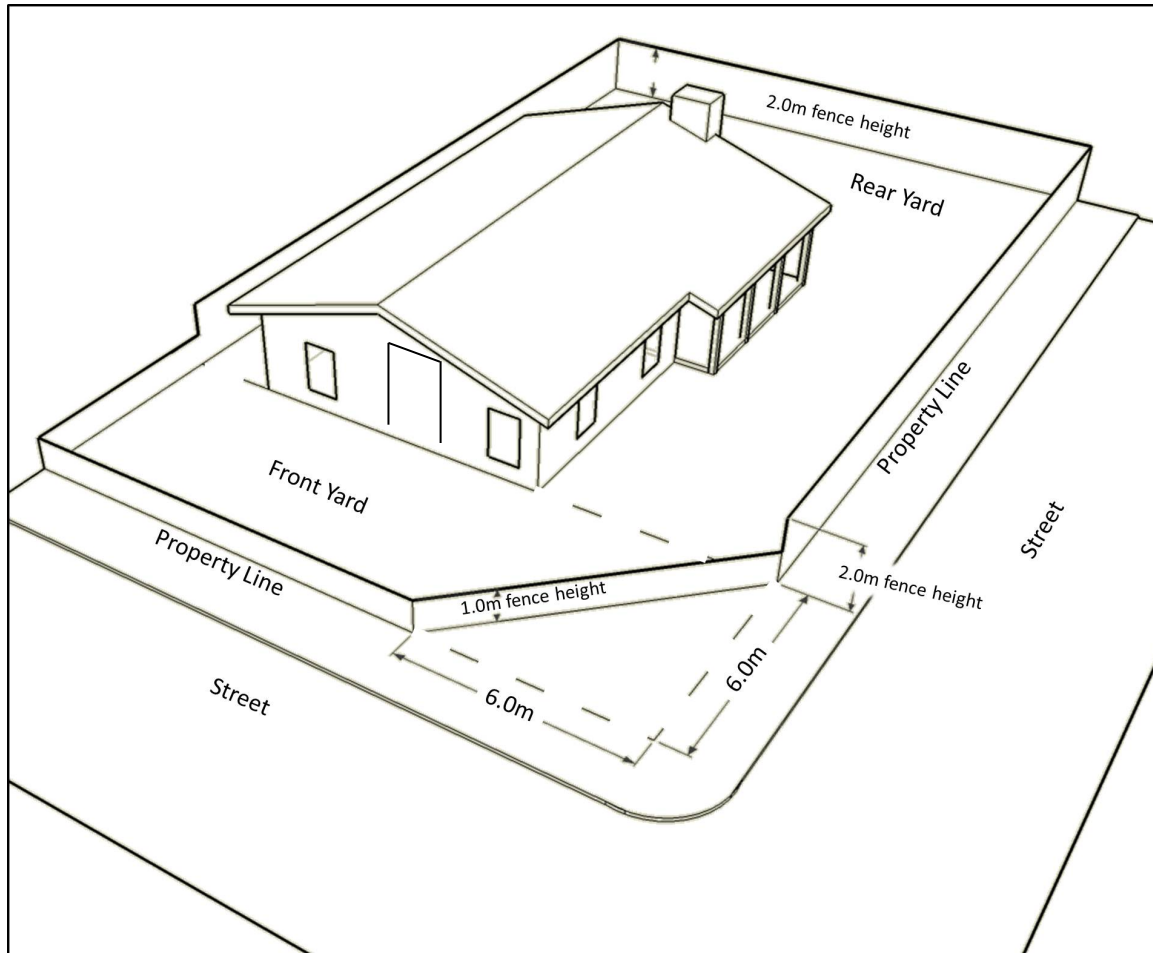 2.0m fence height
Rear Yard
Property Line
Front Yard
Street
Property Line
1.0m fence height
2.0m fence height
6.0m
6.0m
Street